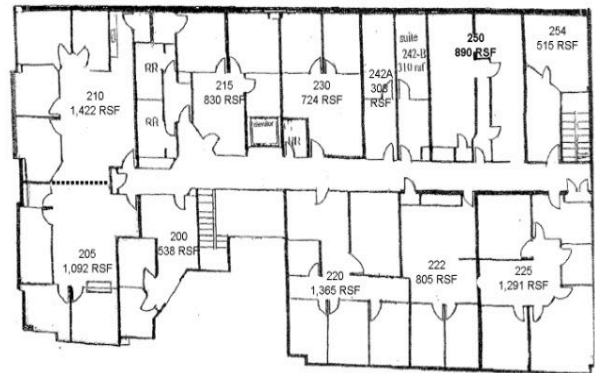 210
1,422 RSF
RR
RR
215
830 RSF
elevator
230
724 RSF
RR
242A
303
RSF
suite
242-B
310 rsf
250
890 RSF
254
515 RSF
205
1,092 RSF
200
538 RSF
220
1,365 RSF
222
805 RSF
225
1,291 RSF